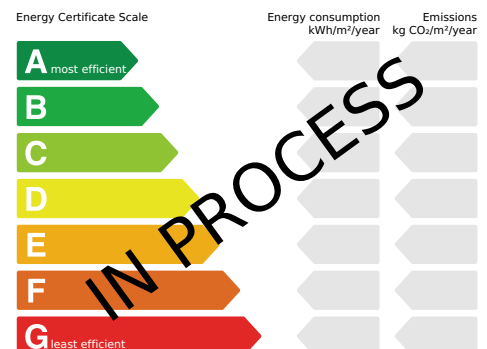 Energy Certificate Scale
Energy consumption
kWh/m²/year
Emissions
kg CO₂/m²/year
A most efficient
B
C
D
E
F
G least efficient
IN PROCESS